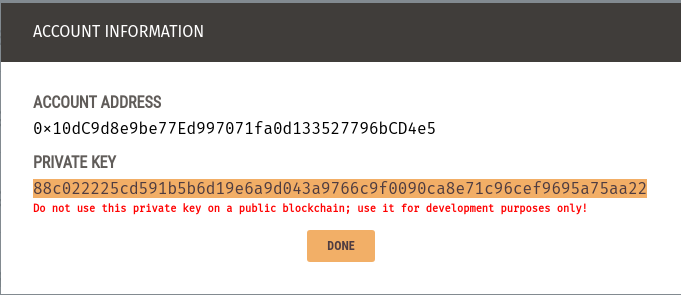 ACCOUNT INFORMATION
ACCOUNT ADDRESS
0×10dC9d8e9be77Ed997071fa0d133527796bCD4e5
PRIVATE KEY
88c022225cd591b5b6d19e6a9d043a9766c9f0090ca8e71c96cef9695a75aa22
Do not use this private key on a public blockchain; use it for development purposes only!
DONE